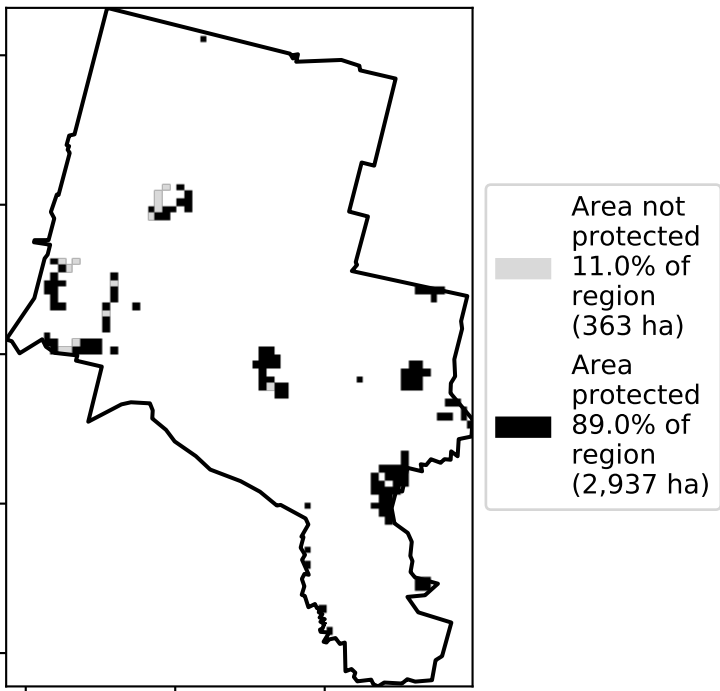 Area not
protected
11.0% of
region
(363 ha)
Area
protected
89.0% of
region
(2,937 ha)